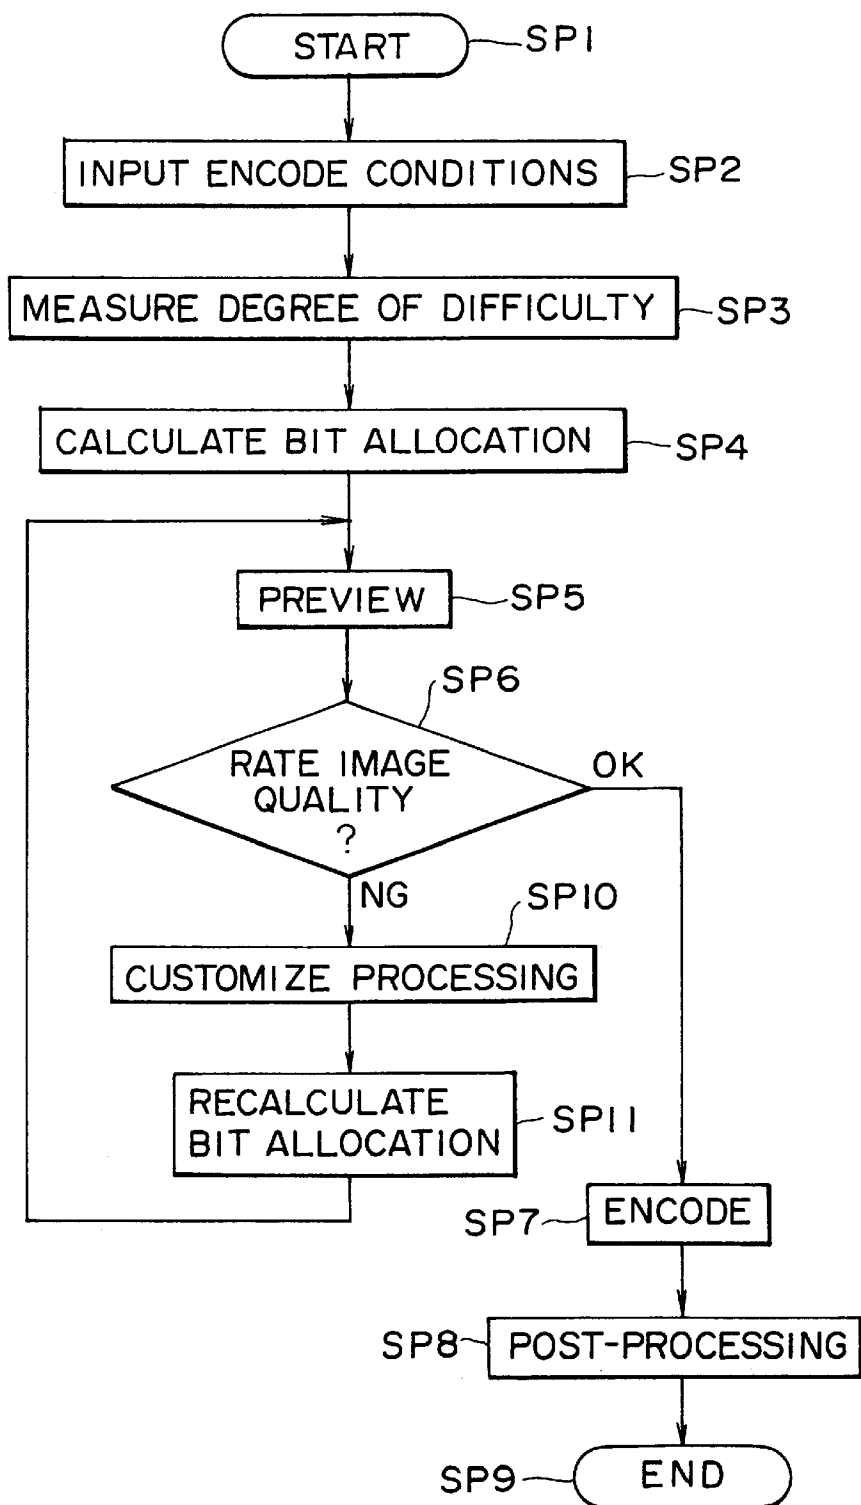 START
SP1
INPUT ENCODE CONDITIONS
SP2
MEASURE DEGREE OF DIFFICULTY
SP3
CALCULATE BIT ALLOCATION
SP4
PREVIEW
SP5
SP6
RATE IMAGE
QUALITY
?
OK
NG
SP10
CUSTOMIZE PROCESSING
RECALCULATE
BIT ALLOCATION
SP11
SP7
ENCODE
SP8
POST-PROCESSING
SP9
END